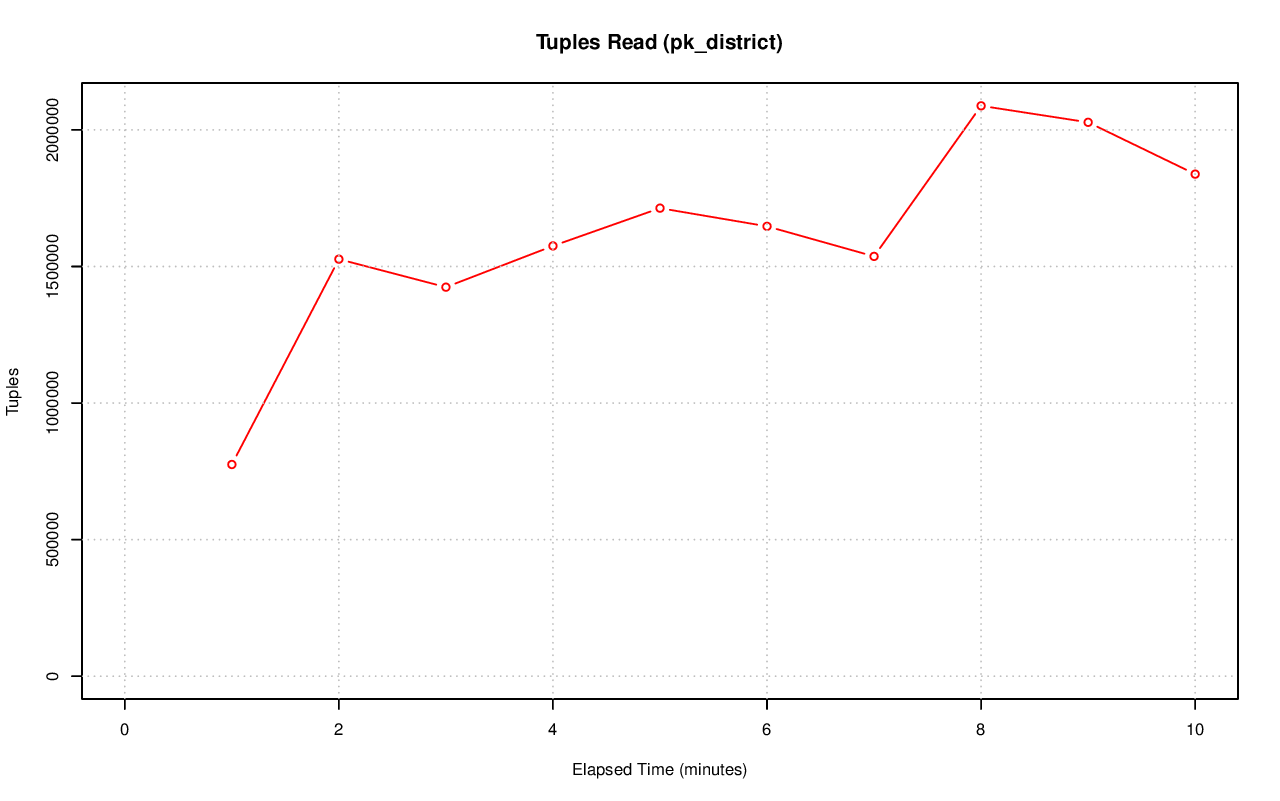 Tuples Read (pk_district)
Tuples
2000000
1500000
1000000
500000
0
0 2 4 6 8 10
Elapsed Time (minutes)